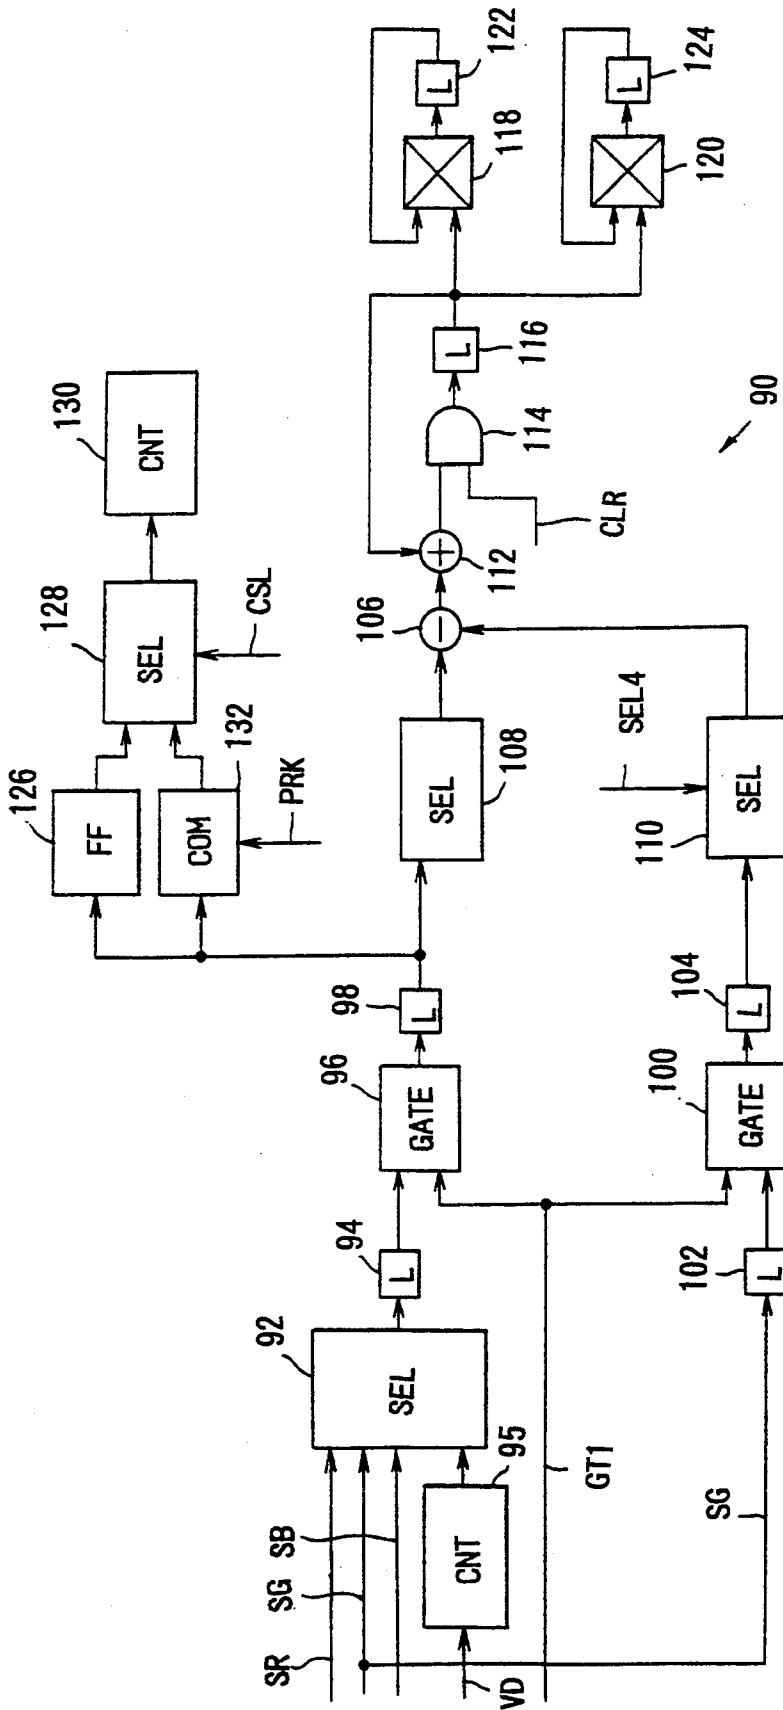 SR
SG
SB
VD
CNT
95
SEL
92
L
94
GT1
SG
L
102
GATE
96
L
98
GATE
100
L
104
FF
126
COM
132
PRK
SEL
128
CSL
CNT
130
SEL
108
SEL
110
SEL4
106
−
+
112
CLR
114
L
116
118
L
122
120
L
124
90